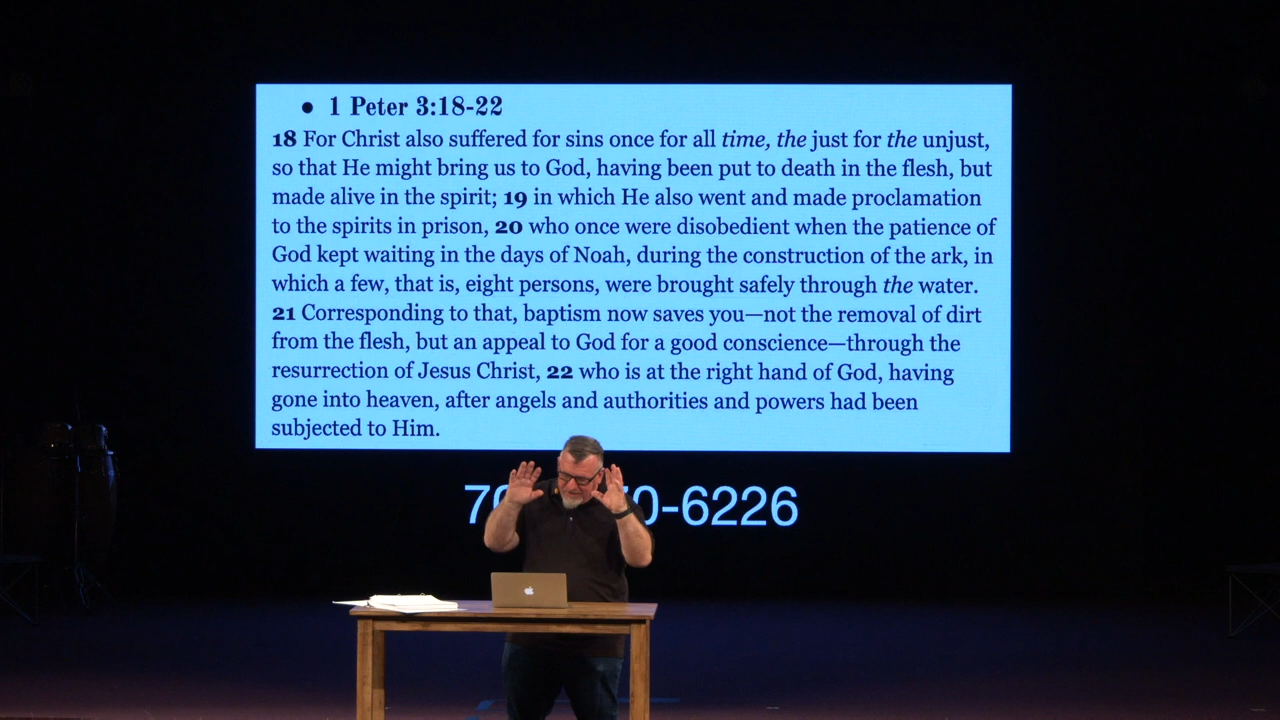 • 1 Peter 3:18-22
18 For Christ also suffered for sins once for all time, the just for the unjust,
so that He might bring us to God, having been put to death in the flesh, but
made alive in the spirit; 19 in which He also went and made proclamation
to the spirits in prison, 20 who once were disobedient when the patience of
God kept waiting in the days of Noah, during the construction of the ark, in
which a few, that is, eight persons, were brought safely through the water.
21 Corresponding to that, baptism now saves you—not the removal of dirt
from the flesh, but an appeal to God for a good conscience—through the
resurrection of Jesus Christ, 22 who is at the right hand of God, having
gone into heaven, after angels and authorities and powers had been
subjected to Him.
0-6226